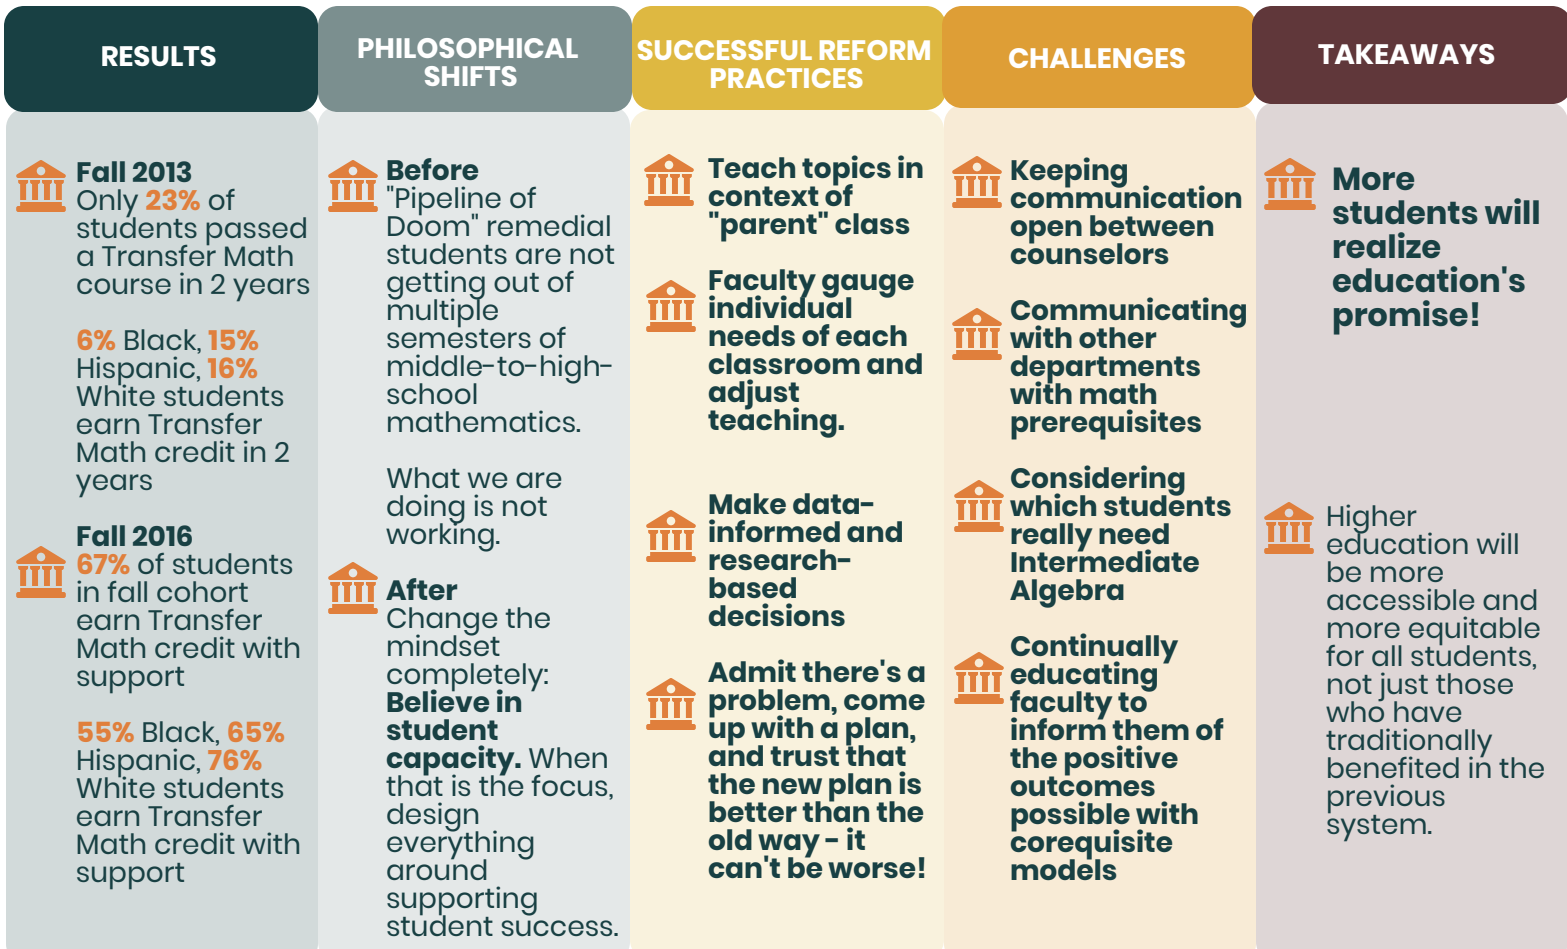 RESULTS
Fall 2013
Only 23% of
students passed
a Transfer Math
course in 2 years
6% Black, 15%
Hispanic, 16%
White students
earn Transfer
Math credit in 2
years
Fall 2016
67% of students
in fall cohort
earn Transfer
Math credit with
support
55% Black, 65%
Hispanic, 76%
White students
earn Transfer
Math credit with
support
PHILOSOPHICAL
SHIFTS
Before
"Pipeline of
Doom" remedial
students are not
getting out of
multiple
semesters of
middle-to-high-
school
mathematics.
What we are
doing is not
working.
After
Change the
mindset
completely:
Believe in
student
capacity. When
that is the focus,
design
everything
around
supporting
student success.
SUCCESSFUL REFORM
PRACTICES
Teach topics in
context of
"parent" class
Faculty gauge
individual
needs of each
classroom and
adjust
teaching.
Make data-
informed and
research-
based
decisions
Admit there's a
problem, come
up with a plan,
and trust that
the new plan is
better than the
old way - it
can't be worse!
CHALLENGES
Keeping
communication
open between
counselors
Communicating
with other
departments
with math
prerequisites
Considering
which students
really need
Intermediate
Algebra
Continually
educating
faculty to
inform them of
the positive
outcomes
possible with
corequisite
models
TAKEAWAYS
More
students will
realize
education's
promise!
Higher
education will
be more
accessible and
more equitable
for all students,
not just those
who have
traditionally
benefited in the
previous
system.